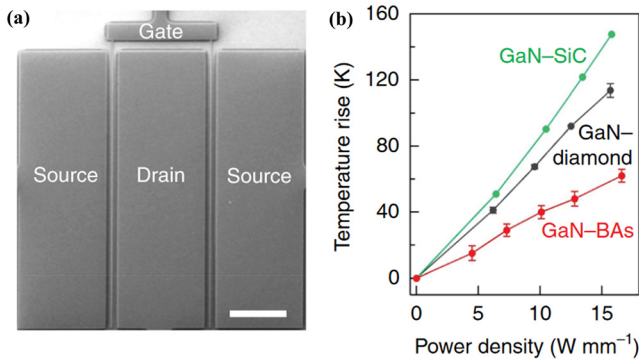 (a)
Gate
Source
Drain
Source
(b)
160
120
80
40
0
Temperature rise (K)
GaN–SiC
GaN–
diamond
GaN–BAs
0
5
10
15
Power density (W mm⁻¹)